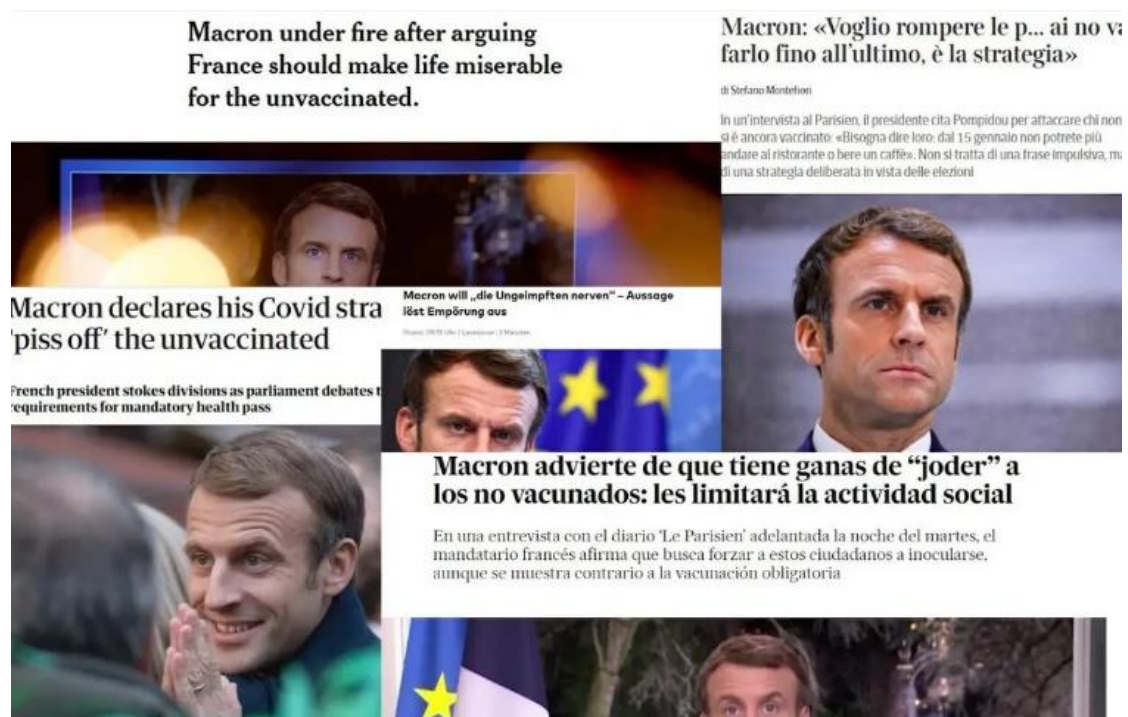 Macron under fire after arguing
France should make life miserable
for the unvaccinated.
Macron: «Voglio rompere le p... ai no va
farlo fino all'ultimo, è la strategia»
di Stefano Montefiori
In un'intervista al Parisien, il presidente cita Pompidou per attaccare chi non
si è ancora vaccinato: «Bisogna dire loro: dal 15 gennaio non potrete più
andare al ristorante o bere un caffè». Non si tratta di una frase impulsiva, ma
di una strategia deliberata in vista delle elezioni
Macron declares his Covid stra
'piss off' the unvaccinated
French president stokes divisions as parliament debates t
requirements for mandatory health pass
Macron will „die Ungeimpften nerven" – Aussage
löst Empörung aus
Macron advierte de que tiene ganas de “joder” a
los no vacunados: les limitará la actividad social
En una entrevista con el diario ‘Le Parisien’ adelantada la noche del martes, el
mandatario francés afirma que busca forzar a estos ciudadanos a inocularse,
aunque se muestra contrario a la vacunación obligatoria